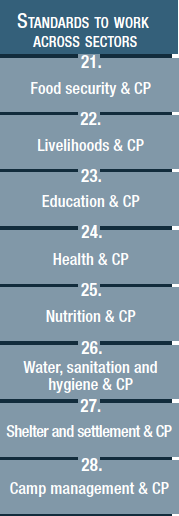 STANDARDS TO WORK
ACROSS SECTORS
21.
Food security & CP
22.
Livelihoods & CP
23.
Education & CP
24.
Health & CP
25.
Nutrition & CP
26.
Water, sanitation and
hygiene & CP
27.
Shelter and settlement & CP
28.
Camp management & CP